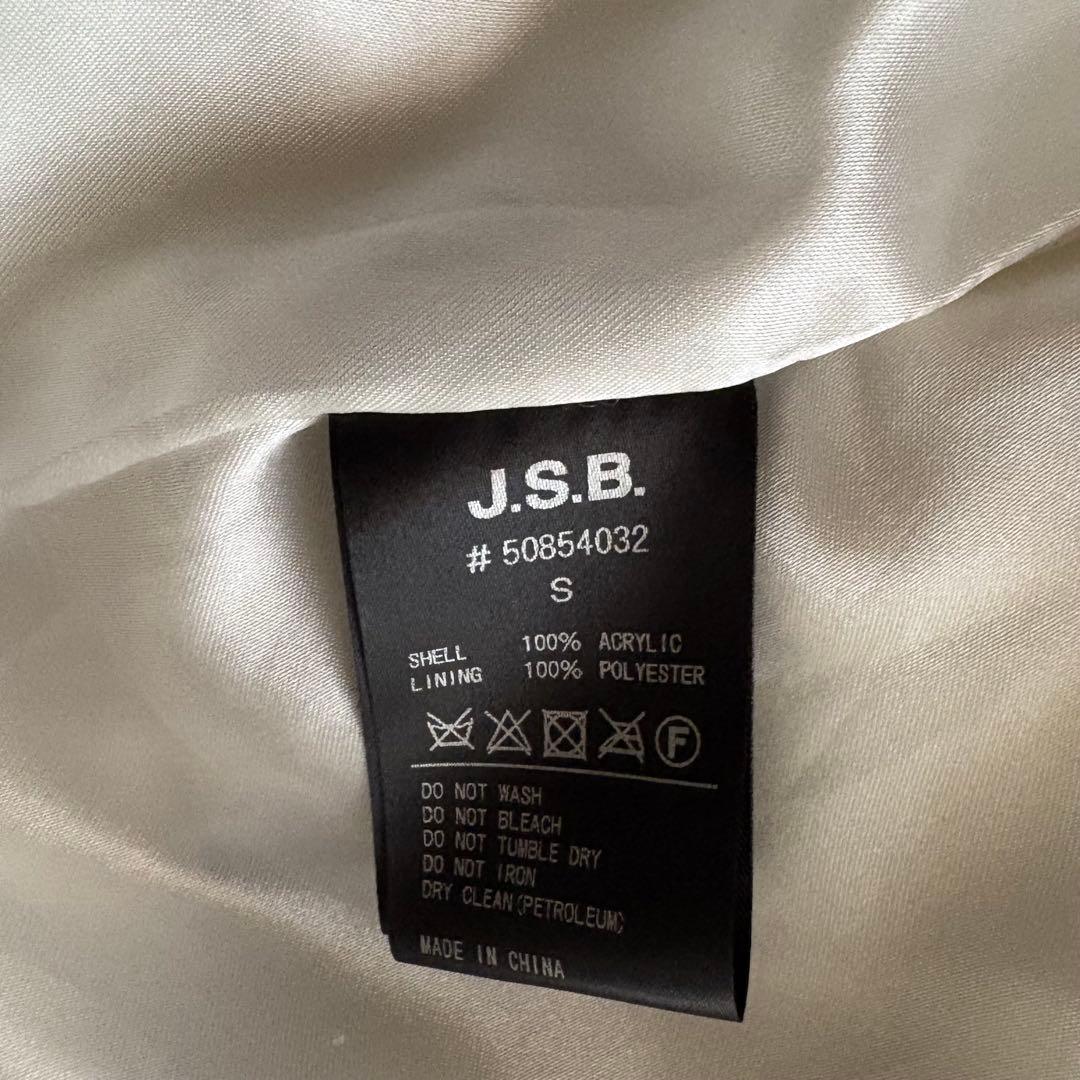 J.S.B.
# 50854032
S
SHELL 100% ACRYLIC
LINING 100% POLYESTER
F
DO NOT WASH
DO NOT BLEACH
DO NOT TUMBLE DRY
DO NOT IRON
DRY CLEAN(PETROLEUM)
MADE IN CHINA